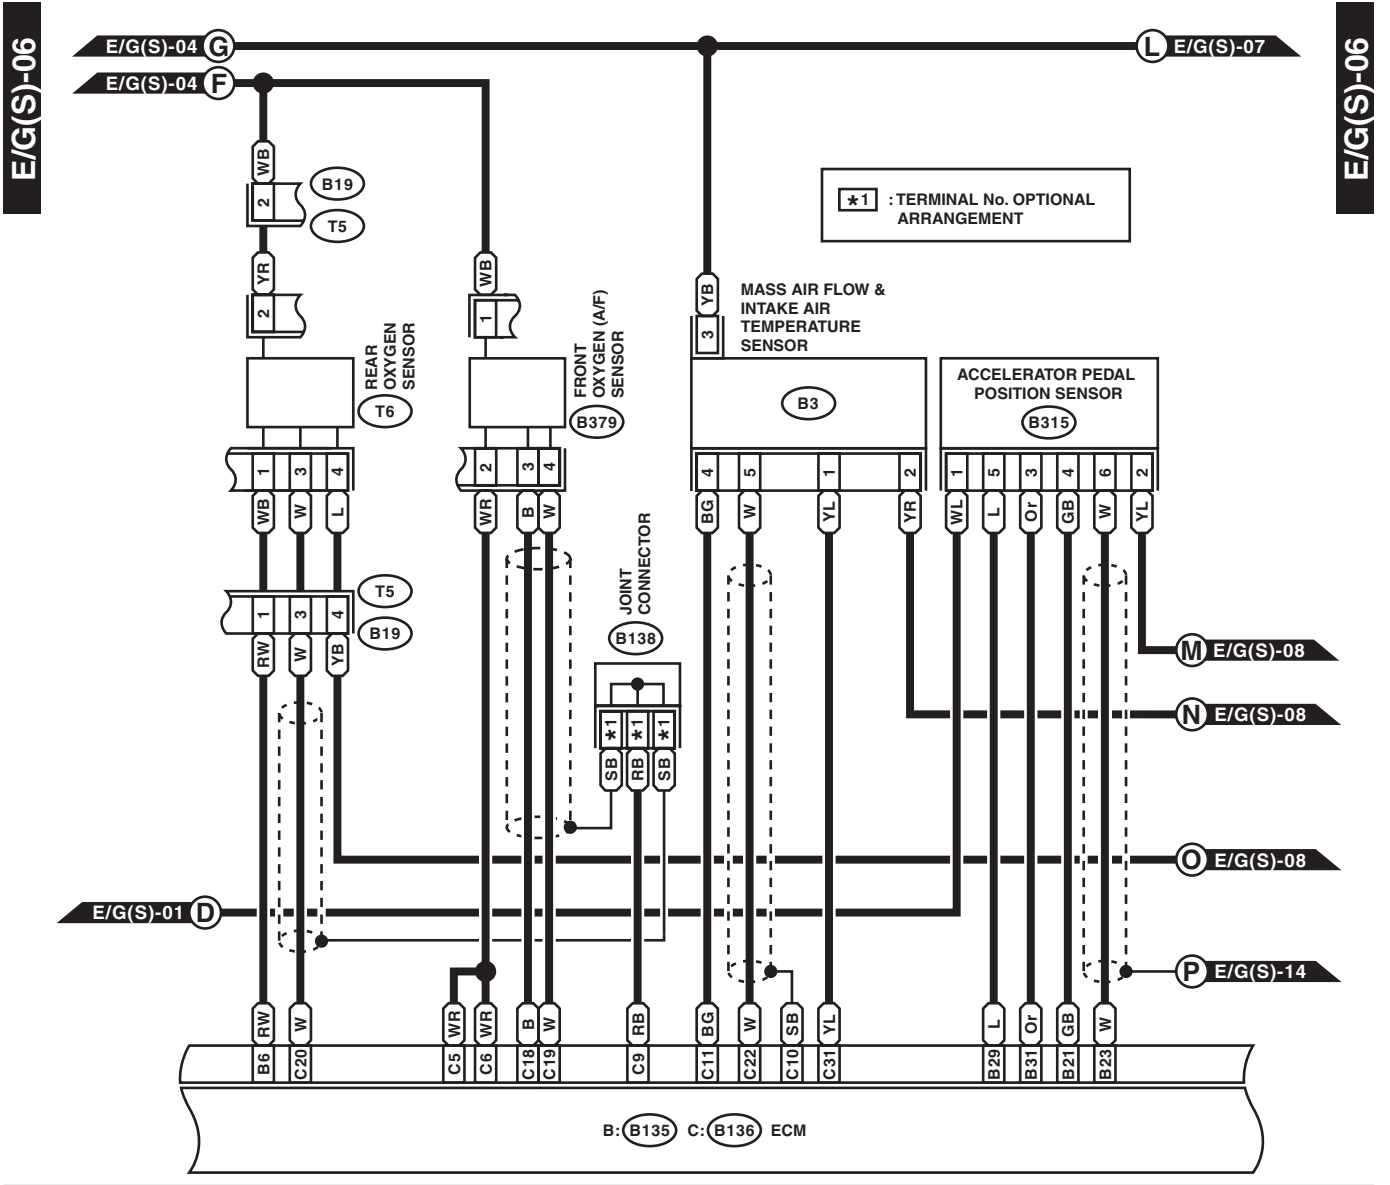 E/G(S)-06
E/G(S)-06
E/G(S)-04 G
L E/G(S)-07
E/G(S)-04 F
WB
2
B19
T5
YR
2
WB
1
YB
3
*1 : TERMINAL No. OPTIONAL
ARRANGEMENT
REAR
OXYGEN
SENSOR
T6
FRONT
OXYGEN (A/F)
SENSOR
B379
MASS AIR FLOW &
INTAKE AIR
TEMPERATURE
SENSOR
B3
ACCELERATOR PEDAL
POSITION SENSOR
B315
1 3 4 2 3 4 4 5 1 2 1 5 3 4 6 2
WB W L WR B W BG W YL YR WL L Or GB W YL
T5
1 3 4
B19
RW W YB
JOINT
CONNECTOR
B138
*1 *1 *1
SB RB SB
M E/G(S)-08
N E/G(S)-08
O E/G(S)-08
E/G(S)-01 D
P E/G(S)-14
RW W WR WR B W RB BG W SB YL L Or GB W
B6 C20 C5 C6 C18 C19 C9 C11 C22 C10 C31 B29 B31 B21 B23
B: B135 C: B136 ECM